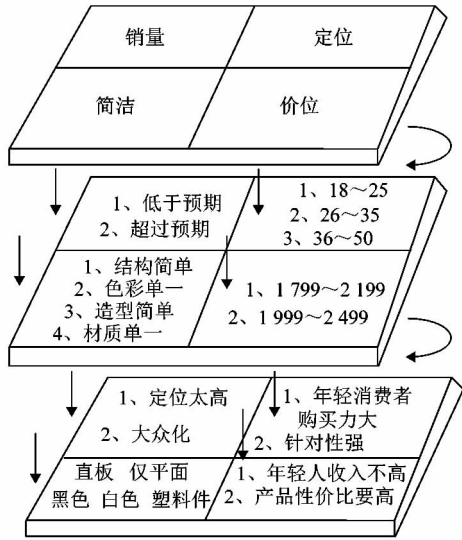 销量
定位
简洁
价位
1、低于预期
2、超过预期
1、18～25
2、26～35
3、36～50
1、结构简单
2、色彩单一
3、造型简单
4、材质单一
1、1 799～2 199
2、1 999～2 499
1、定位太高
2、大众化
1、年轻消费者
购买力大
2、针对性强
直板 仅平面
黑色 白色 塑料件
1、年轻人收入不高
2、产品性价比要高